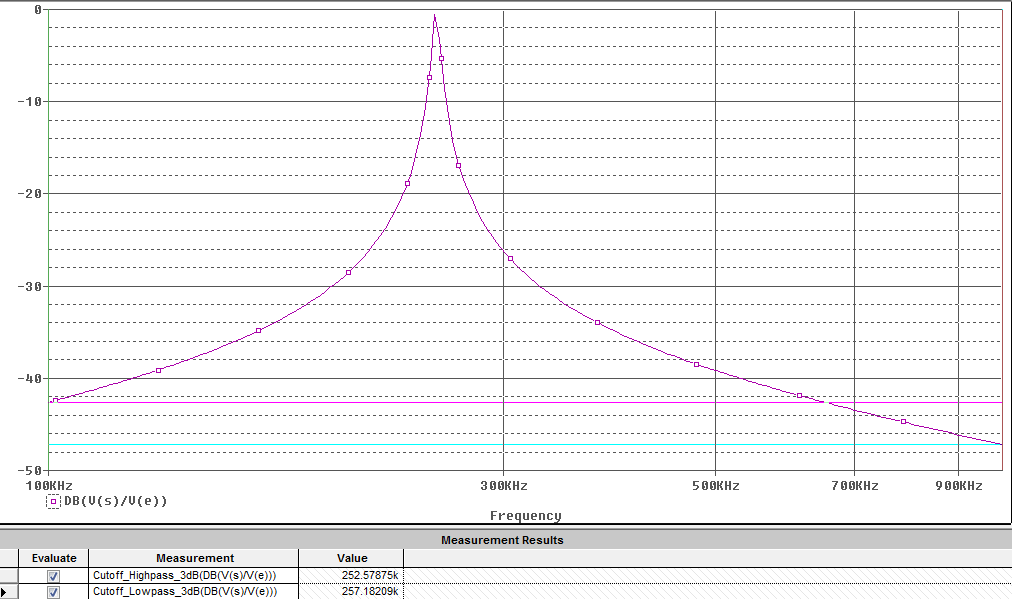 0
-10
-20
-30
-40
-50
100KHz 300KHz 500KHz 700KHz 900KHz
DB(V(s)/V(e))
Frequency
Measurement Results
Evaluate Measurement Value
Cutoff_Highpass_3dB(DB(V(s)/V(e))) 252.57875k
Cutoff_Lowpass_3dB(DB(V(s)/V(e))) 257.18209k